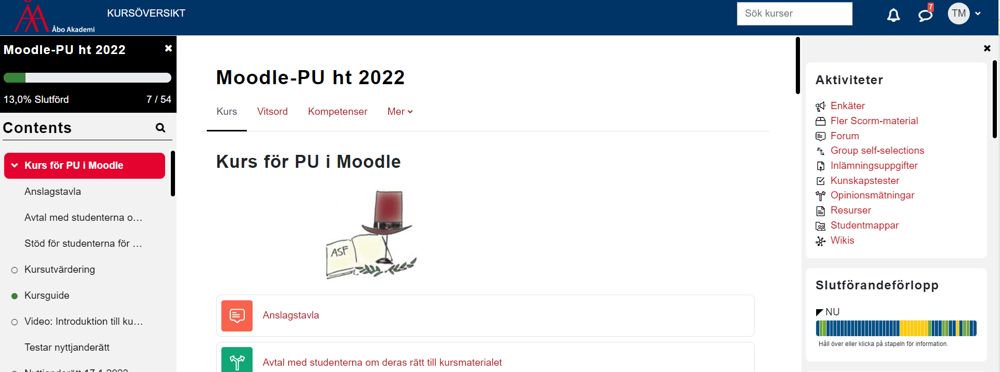 Åbo Akademi
KURSÖVERSIKT
Sök kurser
7
TM
Moodle-PU ht 2022
13,0% Slutförd
7 / 54
Contents
Kurs för PU i Moodle
Anslagstavla
Avtal med studenterna o...
Stöd för studenterna för ...
Kursutvärdering
Kursguide
Video: Introduktion till ku...
Testar nyttjanderätt
Moodle-PU ht 2022
Kurs
Vitsord
Kompetenser
Mer
Kurs för PU i Moodle
ASF
Anslagstavla
Avtal med studenterna om deras rätt till kursmaterialet
Aktiviteter
Enkäter
Fler Scorm-material
Forum
Group self-selections
Inlämningsuppgifter
Kunskapstester
Opinionsmätningar
Resurser
Studentmappar
Wikis
Slutförandeförlopp
NU
Håll över eller klicka på stapeln för information.